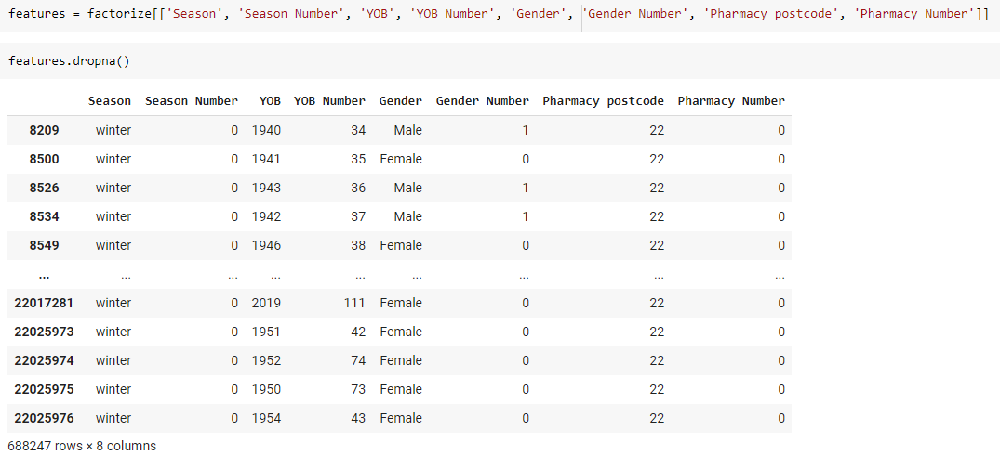 features = factorize[['Season', 'Season Number', 'YOB', 'YOB Number', 'Gender', 'Gender Number', 'Pharmacy postcode', 'Pharmacy Number']]
features.dropna()
Season Season Number YOB YOB Number Gender Gender Number Pharmacy postcode Pharmacy Number
8209 winter 0 1940 34 Male 1 22 0
8500 winter 0 1941 35 Female 0 22 0
8526 winter 0 1943 36 Male 1 22 0
8534 winter 0 1942 37 Male 1 22 0
8549 winter 0 1946 38 Female 0 22 0
... ... ... ... ... ... ... ... ...
22017281 winter 0 2019 111 Female 0 22 0
22025973 winter 0 1951 42 Female 0 22 0
22025974 winter 0 1952 74 Female 0 22 0
22025975 winter 0 1950 73 Female 0 22 0
22025976 winter 0 1954 43 Female 0 22 0
688247 rows × 8 columns